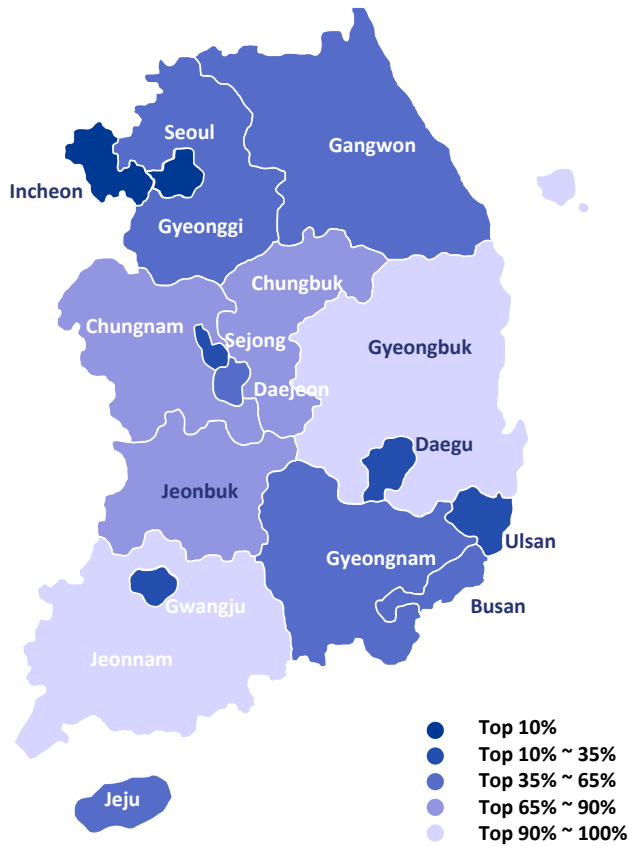 Seoul
Gangwon
Incheon
Gyeonggi
Chungbuk
Chungnam
Sejong
Gyeongbuk
Daejeon
Daegu
Jeonbuk
Ulsan
Gyeongnam
Gwangju
Busan
Jeonnam
Top 10%
Top 10% ~ 35%
Top 35% ~ 65%
Jeju
Top 65% ~ 90%
Top 90% ~ 100%